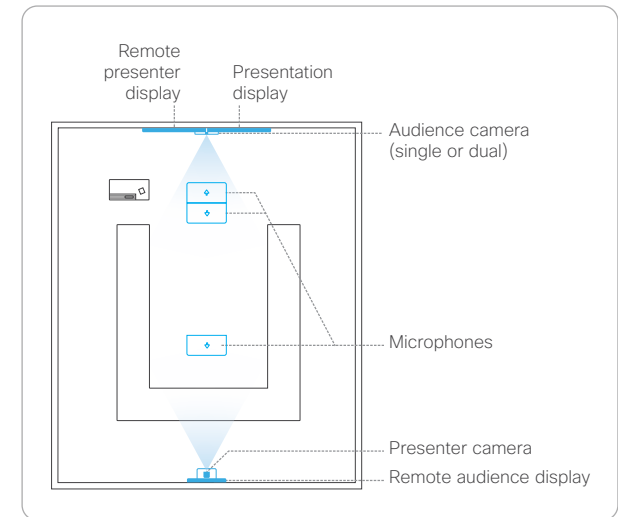 Remote
presenter
display
Presentation
display
Audience camera
(single or dual)
Microphones
Presenter camera
Remote audience display